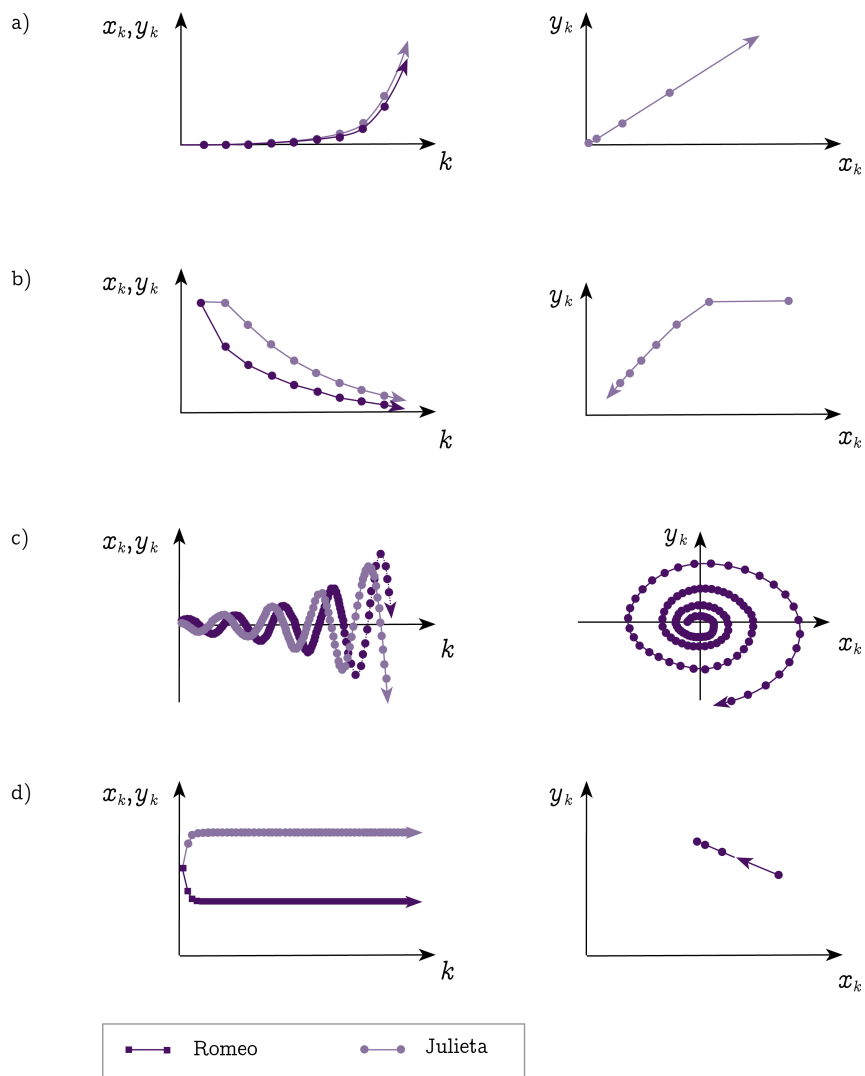 a)
x_k, y_k
k
y_k
x_k
b)
x_k, y_k
k
y_k
x_k
c)
x_k, y_k
k
y_k
x_k
d)
x_k, y_k
k
y_k
x_k
Romeo
Julieta